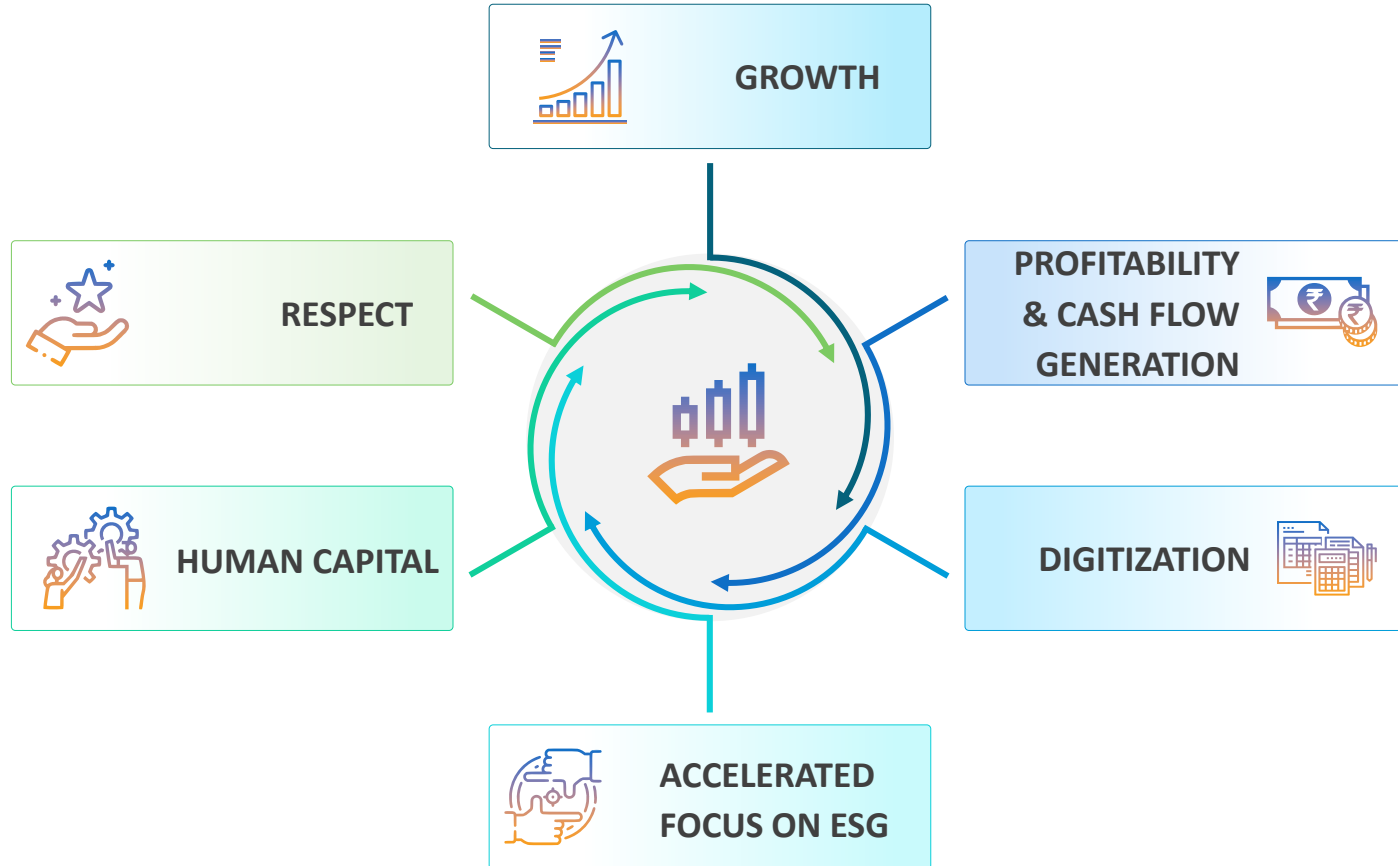 GROWTH
RESPECT
PROFITABILITY
& CASH FLOW
GENERATION
₹
₹
HUMAN CAPITAL
DIGITIZATION
ACCELERATED
FOCUS ON ESG